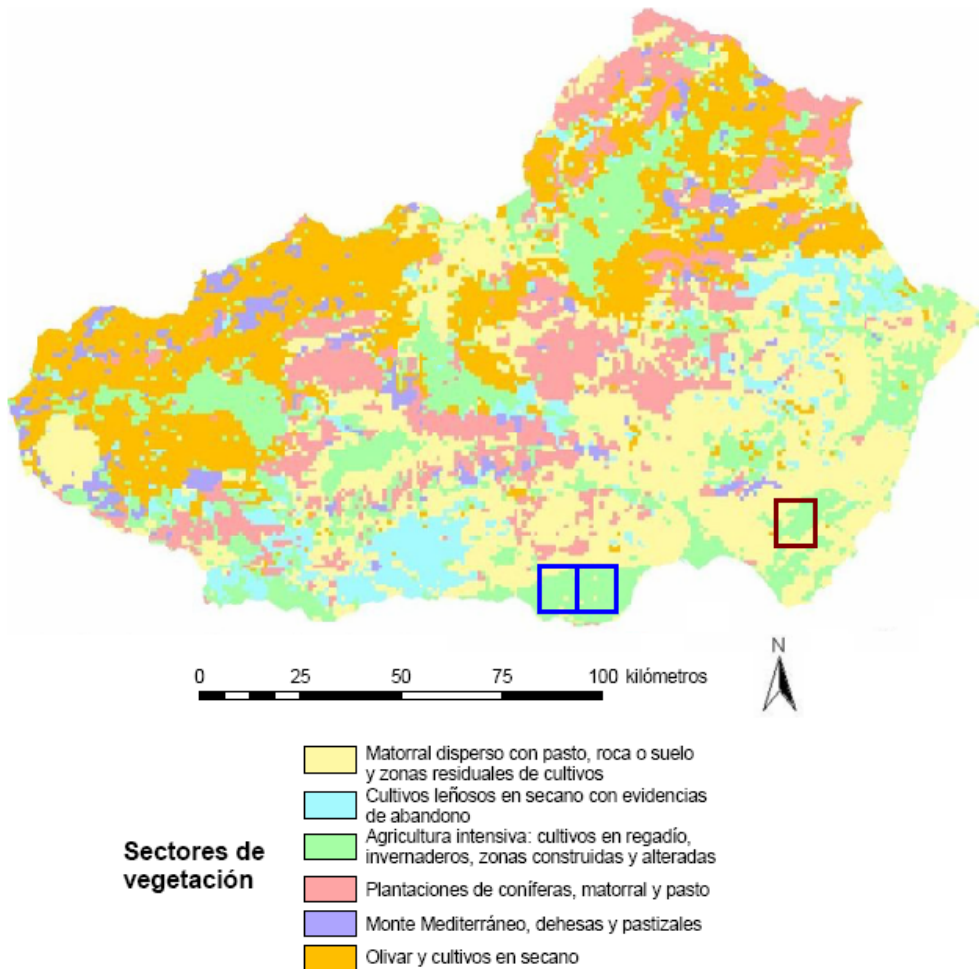 N
0 25 50 75 100 kilómetros
Sectores de
vegetación
Matorral disperso con pasto, roca o suelo
y zonas residuales de cultivos
Cultivos leñosos en secano con evidencias
de abandono
Agricultura intensiva: cultivos en regadío,
invernaderos, zonas construidas y alteradas
Plantaciones de coníferas, matorral y pasto
Monte Mediterráneo, dehesas y pastizales
Olivar y cultivos en secano